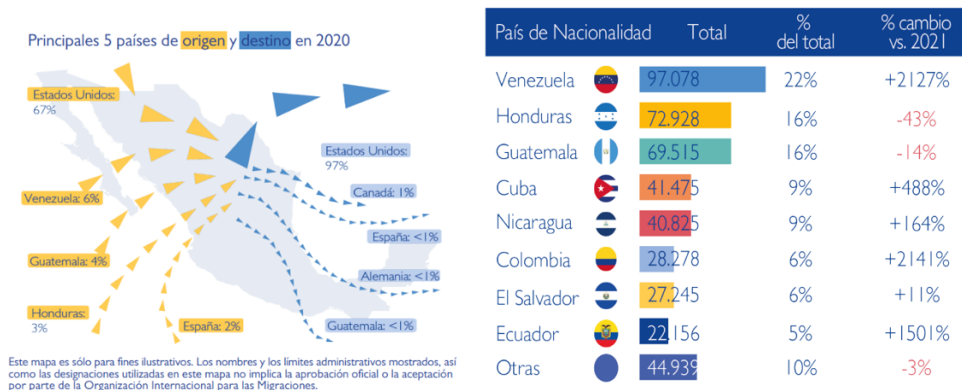 Principales 5 países de origen y destino en 2020
Estados Unidos:
67%
Venezuela: 6%
Guatemala: 4%
Honduras:
3%
España: 2%
Estados Unidos:
97%
Canadá: 1%
España: <1%
Alemania: <1%
Guatemala: <1%
Este mapa es sólo para fines ilustrativos. Los nombres y los límites administrativos mostrados, así
como las designaciones utilizadas en este mapa no implica la aprobación oficial o la aceptación
por parte de la Organización Internacional para las Migraciones.
País de Nacionalidad Total % del total % cambio vs. 2021
Venezuela 97.078 22% +2127%
Honduras 72.928 16% -43%
Guatemala 69.515 16% -14%
Cuba 41.475 9% +488%
Nicaragua 40.825 9% +164%
Colombia 28.278 6% +2141%
El Salvador 27.245 6% +11%
Ecuador 22.156 5% +1501%
Otras 44.939 10% -3%